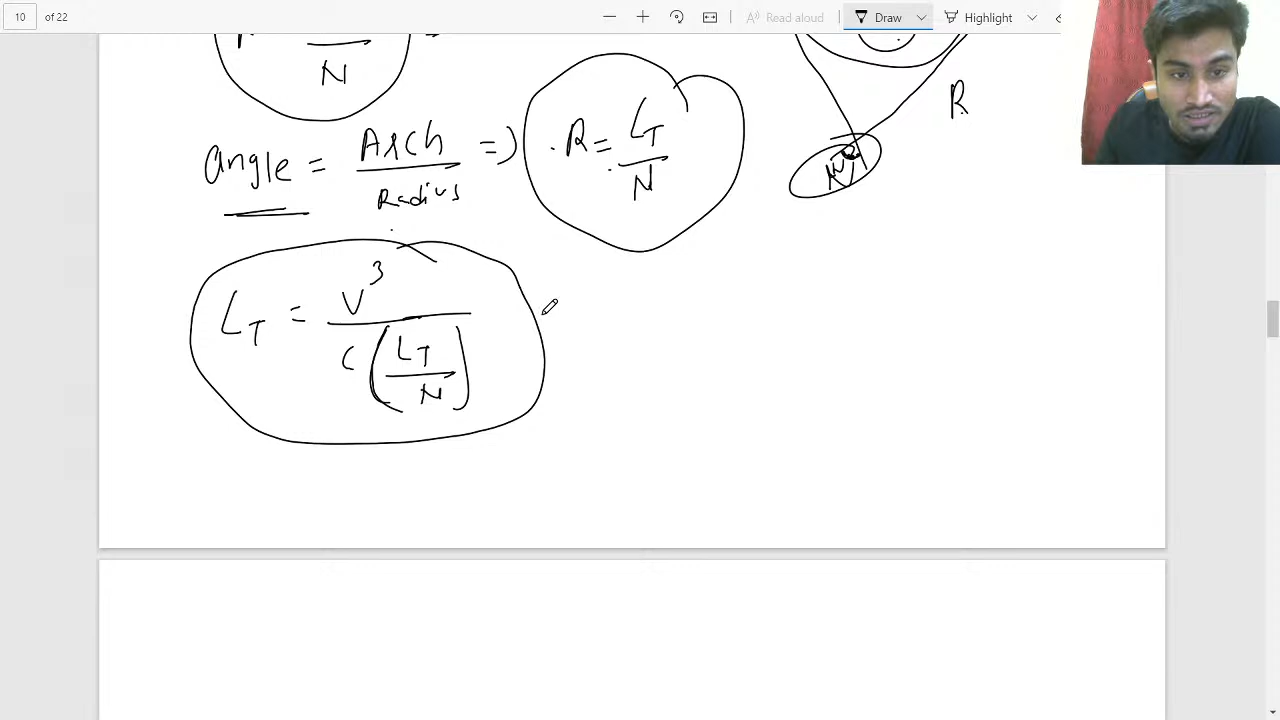 10 of 22 Read aloud Draw Highlight
N
R
angle = Arch / Radius => R = LT / N
N
LT = V³ / C (LT / N)